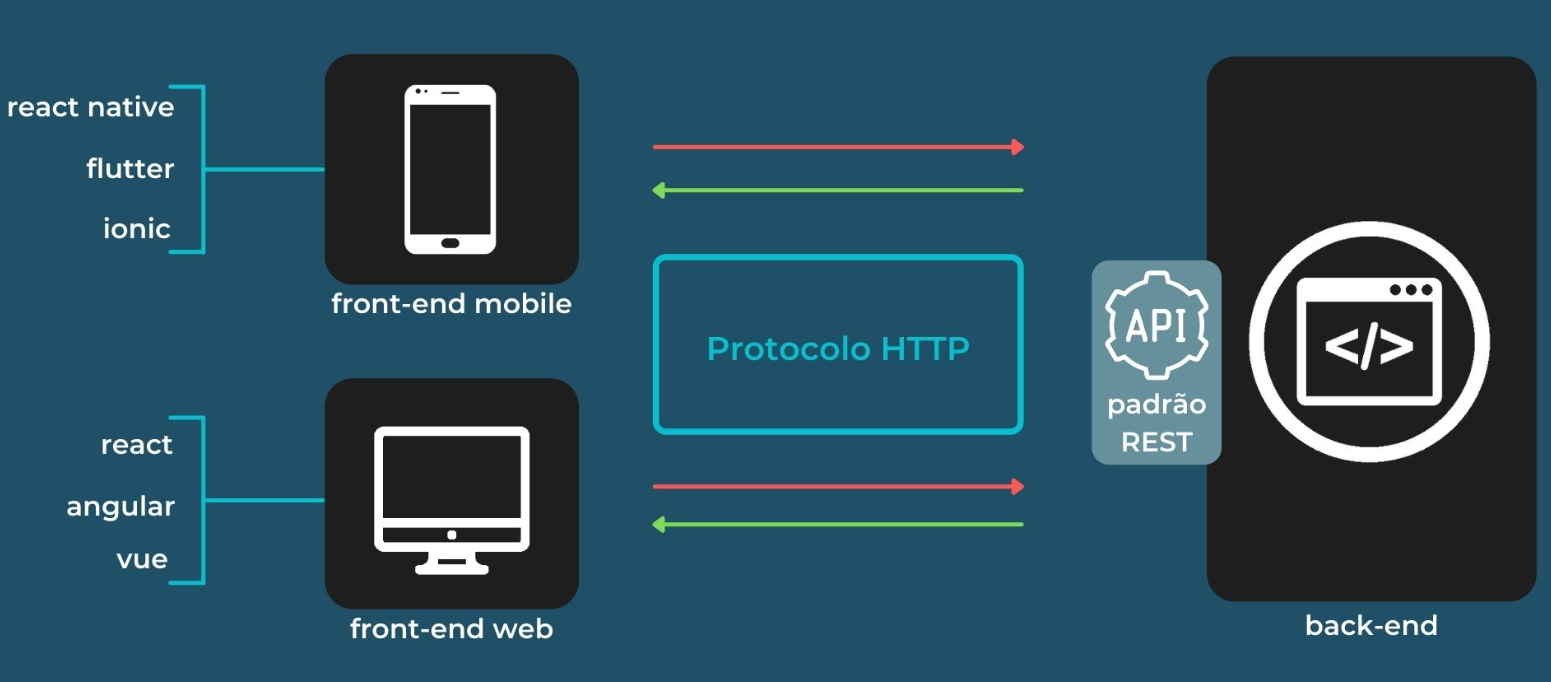 react native
flutter
ionic
front-end mobile
react
angular
vue
front-end web
Protocolo HTTP
API
padrão
REST
</>
back-end